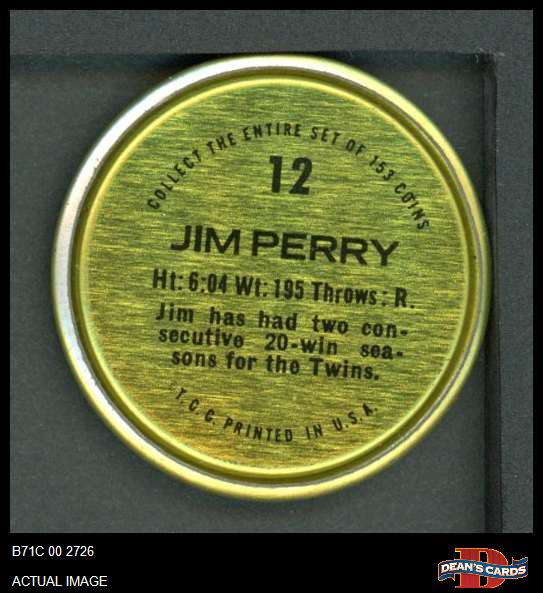 COLLECT THE ENTIRE SET OF 153 COINS
12
JIM PERRY
Ht: 6:04 Wt: 195 Throws: R.
Jim has had two con-
secutive 20-win sea-
sons for the Twins.
*T.C.G. PRINTED IN U.S.A.
B71C 00 2726
ACTUAL IMAGE
D
DEAN'S CARDS